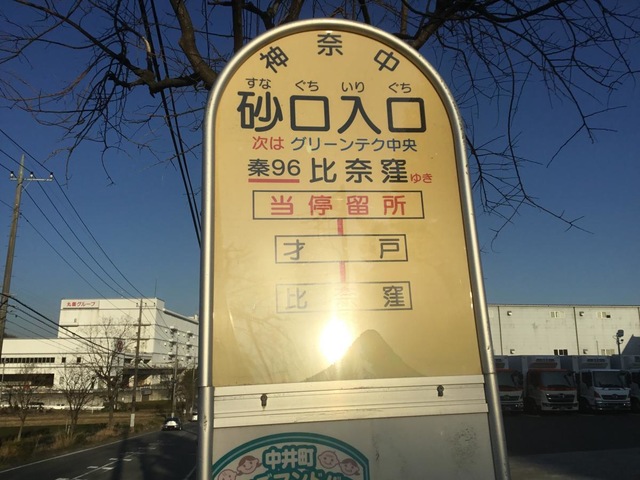 神奈中
すな ぐち いり ぐち
砂口入口
次は グリーンテク中央
秦96 比奈窪ゆき
当停留所
才戸
比奈窪
中井町